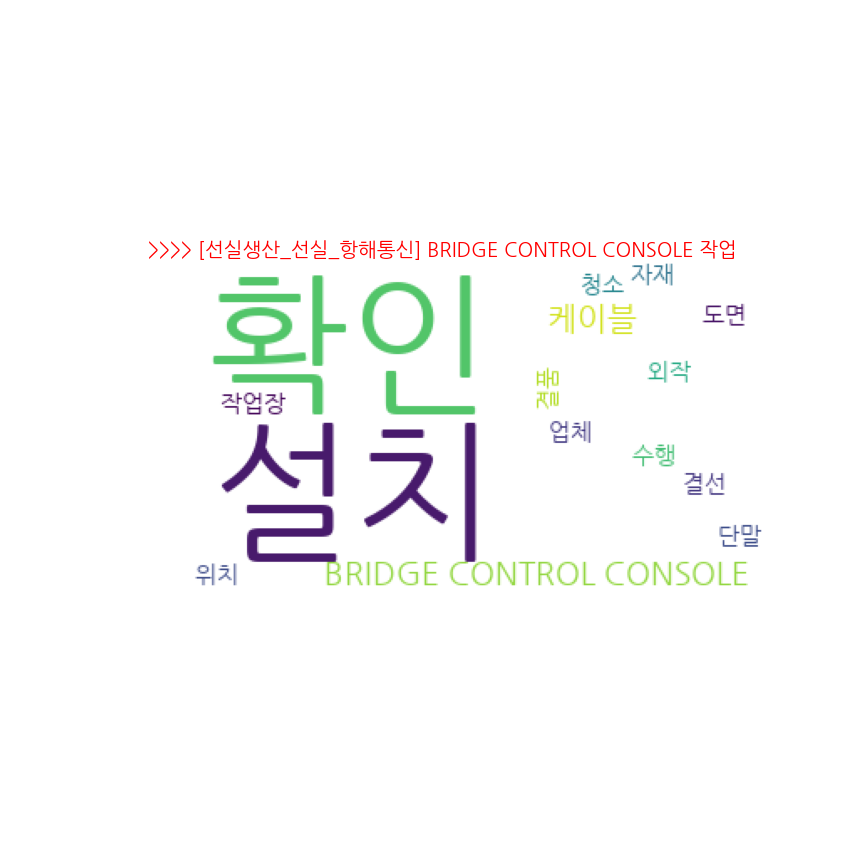 >>>> [선실생산_선실_항해통신] BRIDGE CONTROL CONSOLE 작업
확인
청소
자재
케이블
도면
결품
외작
작업장
설치
업체
수행
결선
단말
위치
BRIDGE CONTROL CONSOLE